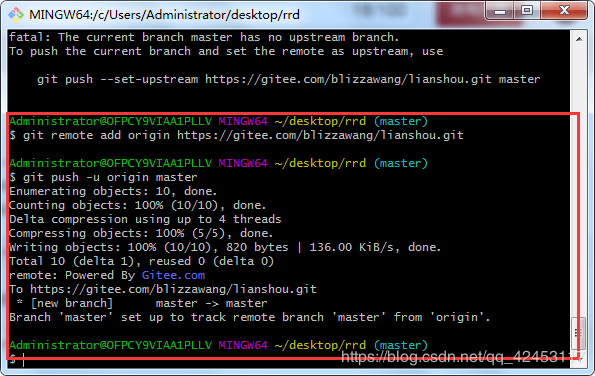 MINGW64:/c/Users/Administrator/desktop/rrd
fatal: The current branch master has no upstream branch.
To push the current branch and set the remote as upstream, use
git push --set-upstream https://gitee.com/blizzawang/lianshou.git master
Administrator@OFPCY9VIAA1PLLV MINGW64 ~/desktop/rrd (master)
$ git remote add origin https://gitee.com/blizzawang/lianshou.git
Administrator@OFPCY9VIAA1PLLV MINGW64 ~/desktop/rrd (master)
$ git push -u origin master
Enumerating objects: 10, done.
Counting objects: 100% (10/10), done.
Delta compression using up to 4 threads
Compressing objects: 100% (5/5), done.
Writing objects: 100% (10/10), 820 bytes | 136.00 KiB/s, done.
Total 10 (delta 1), reused 0 (delta 0)
remote: Powered By Gitee.com
To https://gitee.com/blizzawang/lianshou.git
* [new branch] master -> master
Branch 'master' set up to track remote branch 'master' from 'origin'.
Administrator@OFPCY9VIAA1PLLV MINGW64 ~/desktop/rrd (master)
$